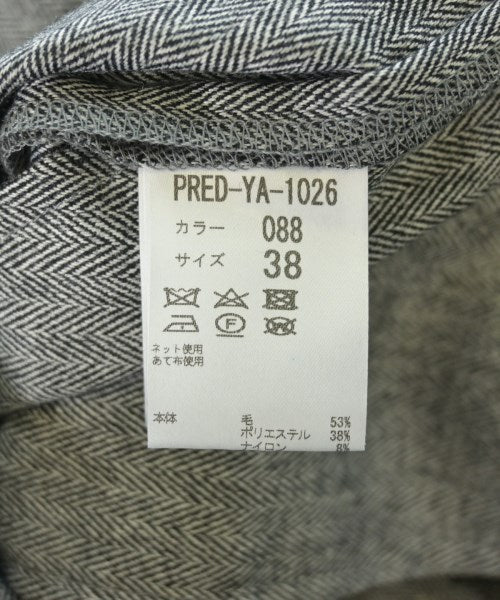 PRED-YA-1026
カラー 088
サイズ 38
F
W
ネット使用
あて布使用
本体 毛 53%
ポリエステル 38%
ナイロン